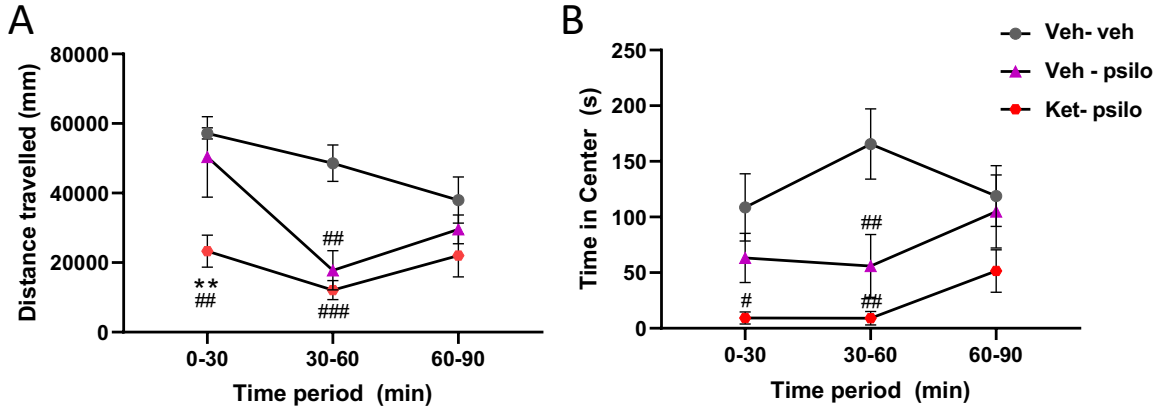 A
Distance travelled (mm)
80000
60000
40000
20000
0
##
###
**
##
0-30
30-60
60-90
Time period (min)
B
Time in Center (s)
250
200
150
100
50
0
##
#
##
0-30
30-60
60-90
Time period (min)
Veh- veh
Veh - psilo
Ket- psilo